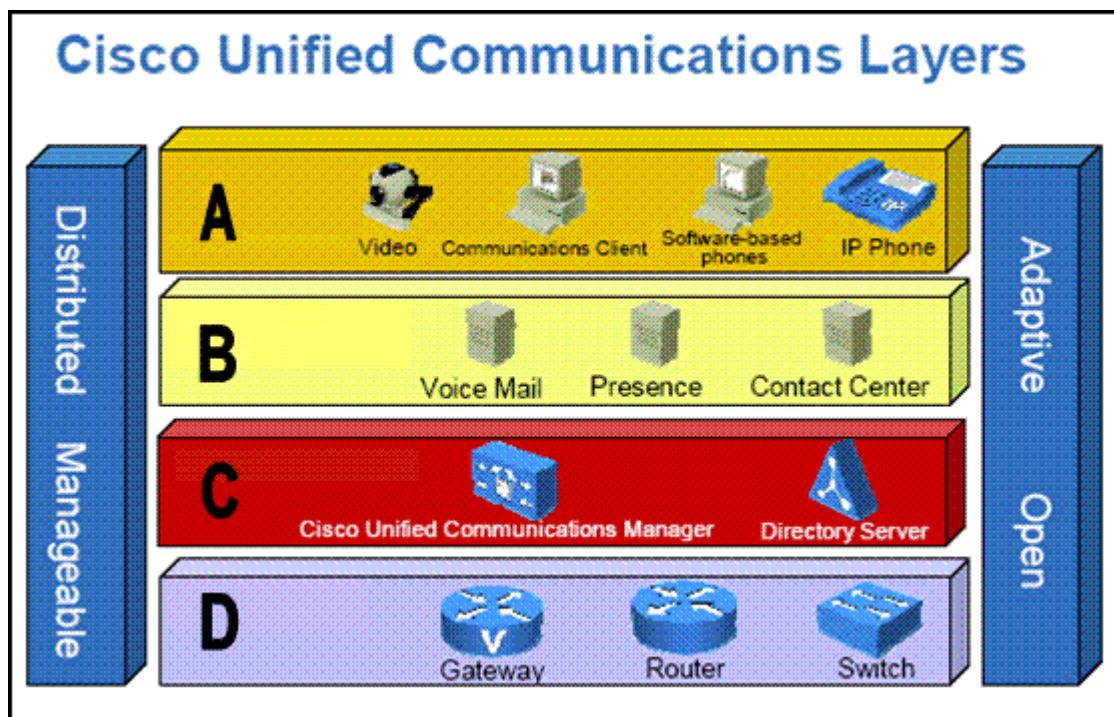 Cisco Unified Communications Layers
Distributed Manageable
A
Video
Communications Client
Software-based
phones
IP Phone
IP
B
Voice Mail
Presence
Contact Center
C
Cisco Unified Communications Manager
Directory Server
D
V
Gateway
Router
Switch
Adaptive Open